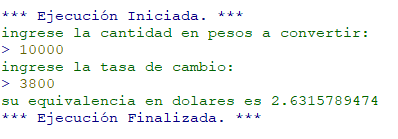 *** Ejecución Iniciada. ***
ingrese la cantidad en pesos a convertir:
> 10000
ingrese la tasa de cambio:
> 3800
su equivalencia en dolares es 2.6315789474
*** Ejecución Finalizada. ***